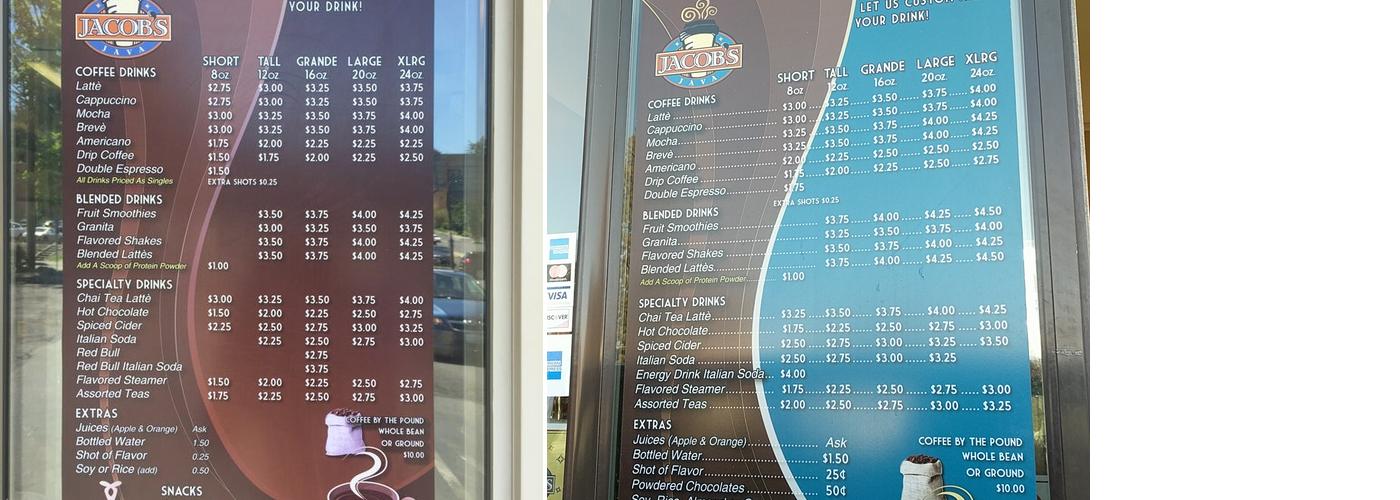 YOUR DRINK!
JACOB'S
JAVA
SHORT TALL GRANDE LARGE XLRG
COFFEE DRINKS 8oz 12oz 16oz 20oz 24oz
Lattè $2.75 $3.00 $3.25 $3.50 $3.75
Cappuccino $2.75 $3.00 $3.25 $3.50 $3.75
Mocha $3.00 $3.25 $3.50 $3.75 $4.00
Brevè $3.00 $3.25 $3.50 $3.75 $4.00
Americano $1.75 $2.00 $2.25 $2.25 $2.75
Drip Coffee $1.50 $1.75 $2.00 $2.25 $2.50
Double Espresso $1.50
All Drinks Priced As Singles EXTRA SHOTS $0.25
BLENDED DRINKS
Fruit Smoothies $3.50 $3.75 $4.00 $4.25
Granita $3.00 $3.25 $3.50 $3.75
Flavored Shakes $3.50 $3.75 $4.00 $4.25
Blended Lattès $3.50 $3.75 $4.00 $4.25
Add A Scoop of Protein Powder $1.00
SPECIALTY DRINKS
Chai Tea Lattè $3.00 $3.25 $3.50 $3.75 $4.00
Hot Chocolate $1.50 $2.00 $2.25 $2.50 $2.75
Spiced Cider $2.25 $2.50 $2.75 $3.00 $3.25
Italian Soda $2.25 $2.50 $2.75 $3.00
Red Bull $2.75
Red Bull Italian Soda $3.75
Flavored Steamer $1.50 $2.00 $2.25 $2.50 $2.75
Assorted Teas $1.75 $2.25 $2.50 $2.75 $3.00
EXTRAS
Juices (Apple & Orange) Ask
Bottled Water 1.50
Shot of Flavor 0.25
Soy or Rice (add) 0.50
COFFEE BY THE POUND
WHOLE BEAN
OR GROUND
$10.00
SNACKS
LET US CUSTOM
YOUR DRINK!
JACOB'S
JAVA
SHORT TALL GRANDE LARGE XLRG
8oz 12oz 16oz 20oz 24oz
COFFEE DRINKS
Lattè $3.00 $3.25 $3.50 $3.75 $4.00
Cappuccino $3.00 $3.25 $3.50 $3.75 $4.00
Mocha $3.25 $3.50 $3.75 $4.00 $4.25
Brevè $3.25 $3.50 $3.75 $4.00 $4.25
Americano $2.00 $2.25 $2.50 $2.50 $2.50
Drip Coffee $1.75 $2.00 $2.25 $2.50 $2.75
Double Espresso $1.75
EXTRA SHOTS $0.25
BLENDED DRINKS
Fruit Smoothies $3.75 $4.00 $4.25 $4.50
Granita $3.25 $3.50 $3.75 $4.00
Flavored Shakes $3.50 $3.75 $4.00 $4.25
Blended Lattès $3.75 $4.00 $4.25 $4.50
Add A Scoop of Protein Powder $1.00
SPECIALTY DRINKS
Chai Tea Lattè $3.25 $3.50 $3.75 $4.00 $4.25
Hot Chocolate $1.75 $2.25 $2.50 $2.75 $3.00
Spiced Cider $2.50 $2.75 $3.00 $3.25 $3.50
Italian Soda $2.50 $2.75 $3.00 $3.25
Energy Drink Italian Soda $4.00
Flavored Steamer $1.75 $2.25 $2.50 $2.75 $3.00
Assorted Teas $2.00 $2.50 $2.75 $3.00 $3.25
EXTRAS
Juices (Apple & Orange) Ask
Bottled Water $1.50
Shot of Flavor 25¢
Powdered Chocolates 50¢
COFFEE BY THE POUND
WHOLE BEAN
OR GROUND
$10.00
VISA
DISCOVER